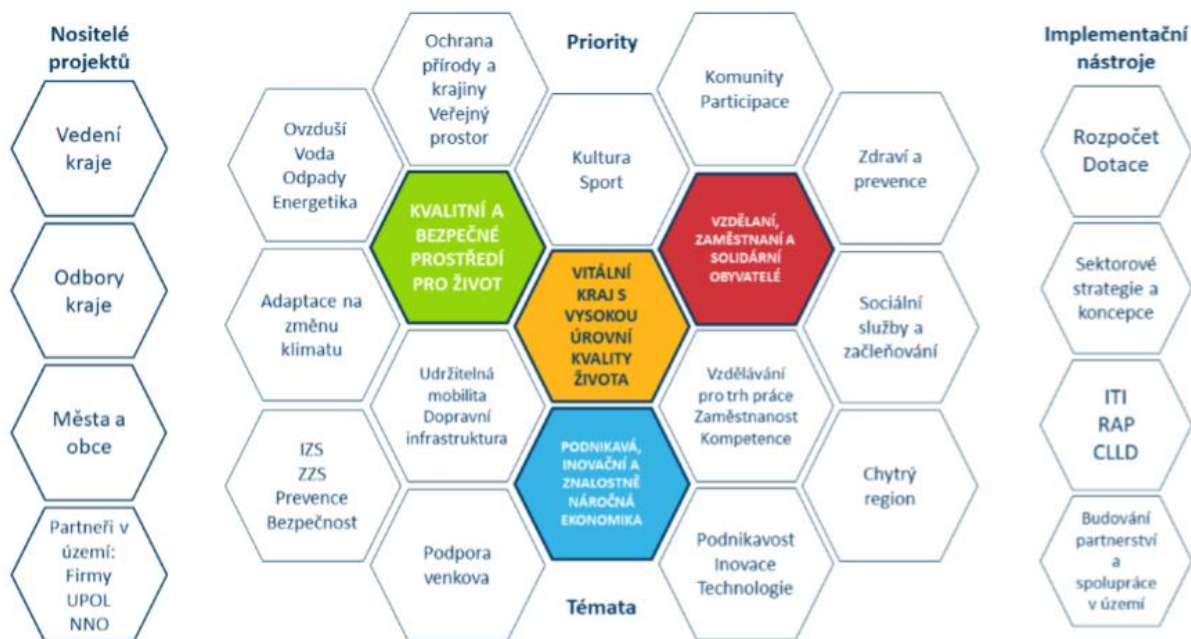 Nositelé
projektů
Vedení
kraje
Odbory
kraje
Města a
obce
Partneři v
území:
Firmy
UPOL
NNO
Priority
Ochrana
přírody a
krajiny
Veřejný
prostor
Komunity
Participace
Ovzduší
Voda
Odpady
Energetika
Kultura
Sport
Zdraví a
prevence
KVALITNÍ A
BEZPEČNÉ
PROSTŘEDÍ
PRO ŽIVOT
VZDĚLANÍ,
ZAMĚSTNANÍ A
SOLIDÁRNÍ
OBYVATELÉ
VITÁLNÍ
KRAJ S
VYSOKOU
ÚROVNÍ
KVALITY
ŽIVOTA
Adaptace na
změnu
klimatu
Sociální
služby a
začleňování
Udržitelná
mobilita
Dopravní
infrastruktura
Vzdělávání
pro trh práce
Zaměstnanost
Kompetence
PODNIKAVÁ,
INOVAČNÍ A
ZNALOSTNĚ
NÁROČNÁ
EKONOMIKA
IZS
ZZS
Prevence
Bezpečnost
Chytrý
region
Podpora
venkova
Podnikavost
Inovace
Technologie
Témata
Implementační
nástroje
Rozpočet
Dotace
Sektorové
strategie a
koncepce
ITI
RAP
CLLD
Budování
partnerství
a
spolupráce
v území